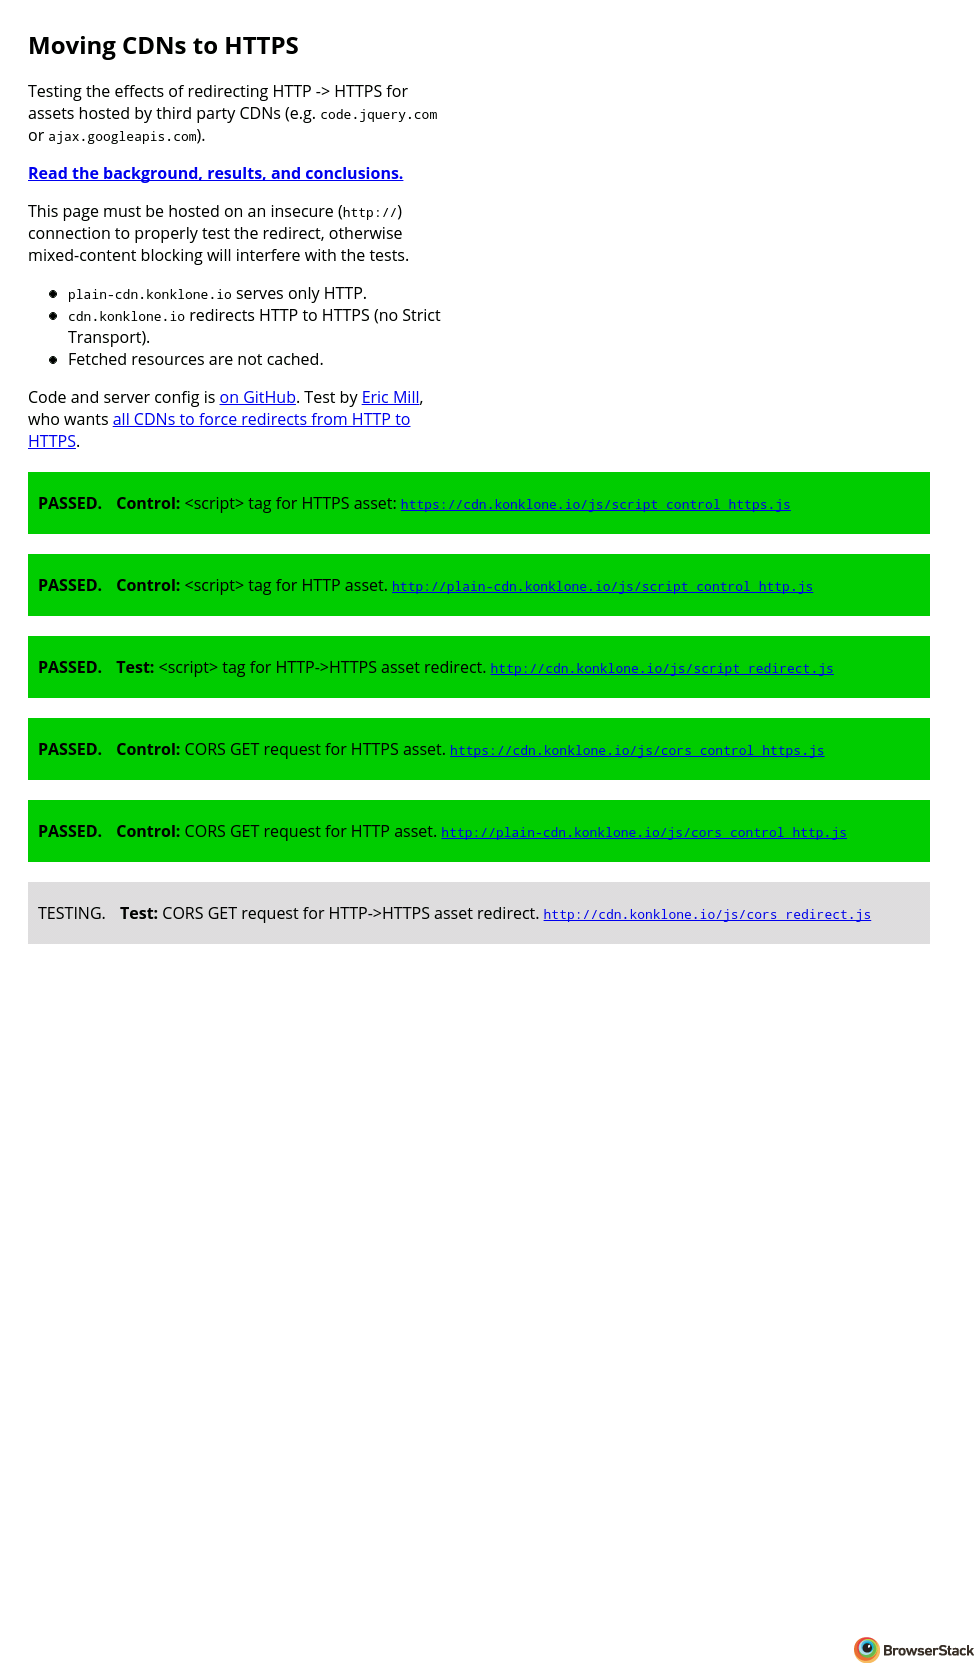 Moving CDNs to HTTPS
Testing the effects of redirecting HTTP -> HTTPS for
assets hosted by third party CDNs (e.g. code.jquery.com
or ajax.googleapis.com).
Read the background, results, and conclusions.
This page must be hosted on an insecure (http://)
connection to properly test the redirect, otherwise
mixed-content blocking will interfere with the tests.
● plain-cdn.konklone.io serves only HTTP.
● cdn.konklone.io redirects HTTP to HTTPS (no Strict
Transport).
● Fetched resources are not cached.
Code and server config is on GitHub. Test by Eric Mill,
who wants all CDNs to force redirects from HTTP to
HTTPS.
PASSED. Control: <script> tag for HTTPS asset: https://cdn.konklone.io/js/script_control_https.js
PASSED. Control: <script> tag for HTTP asset. http://plain-cdn.konklone.io/js/script_control_http.js
PASSED. Test: <script> tag for HTTP->HTTPS asset redirect. http://cdn.konklone.io/js/script_redirect.js
PASSED. Control: CORS GET request for HTTPS asset. https://cdn.konklone.io/js/cors_control_https.js
PASSED. Control: CORS GET request for HTTP asset. http://plain-cdn.konklone.io/js/cors_control_http.js
TESTING. Test: CORS GET request for HTTP->HTTPS asset redirect. http://cdn.konklone.io/js/cors_redirect.js
BrowserStack